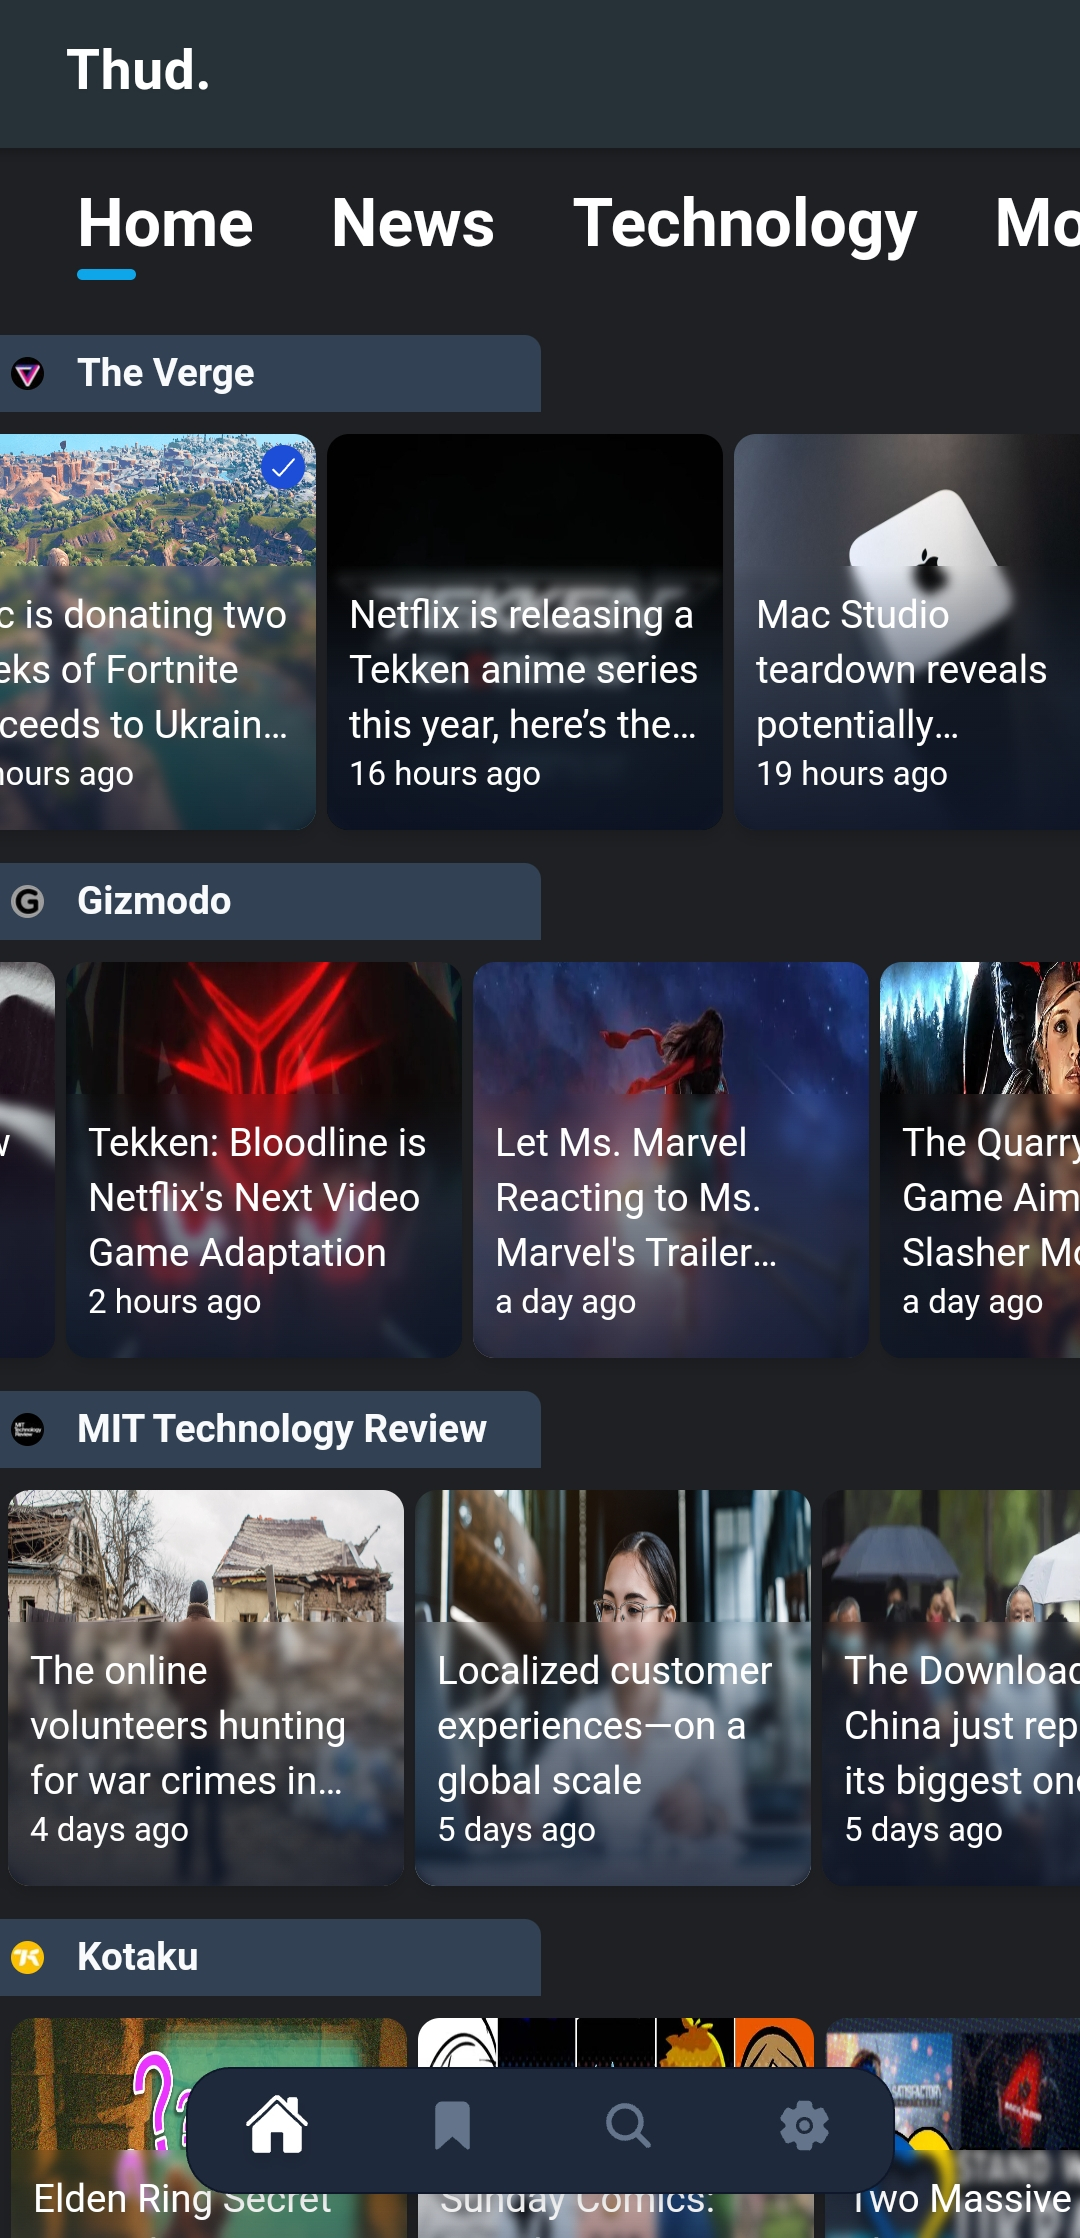 Thud.
Home News Technology Mo
The Verge
c is donating two
eks of Fortnite
ceeds to Ukrain…
hours ago
Netflix is releasing a
Tekken anime series
this year, here’s the…
16 hours ago
Mac Studio
teardown reveals
potentially…
19 hours ago
Gizmodo
w
Tekken: Bloodline is
Netflix's Next Video
Game Adaptation
2 hours ago
Let Ms. Marvel
Reacting to Ms.
Marvel's Trailer…
a day ago
The Quarry
Game Aim
Slasher Mo
a day ago
MIT Technology Review
The online
volunteers hunting
for war crimes in…
4 days ago
Localized customer
experiences—on a
global scale
5 days ago
The Download
China just rep
its biggest one
5 days ago
Kotaku
Elden Ring Secret
Sunday Comics:
Two Massive